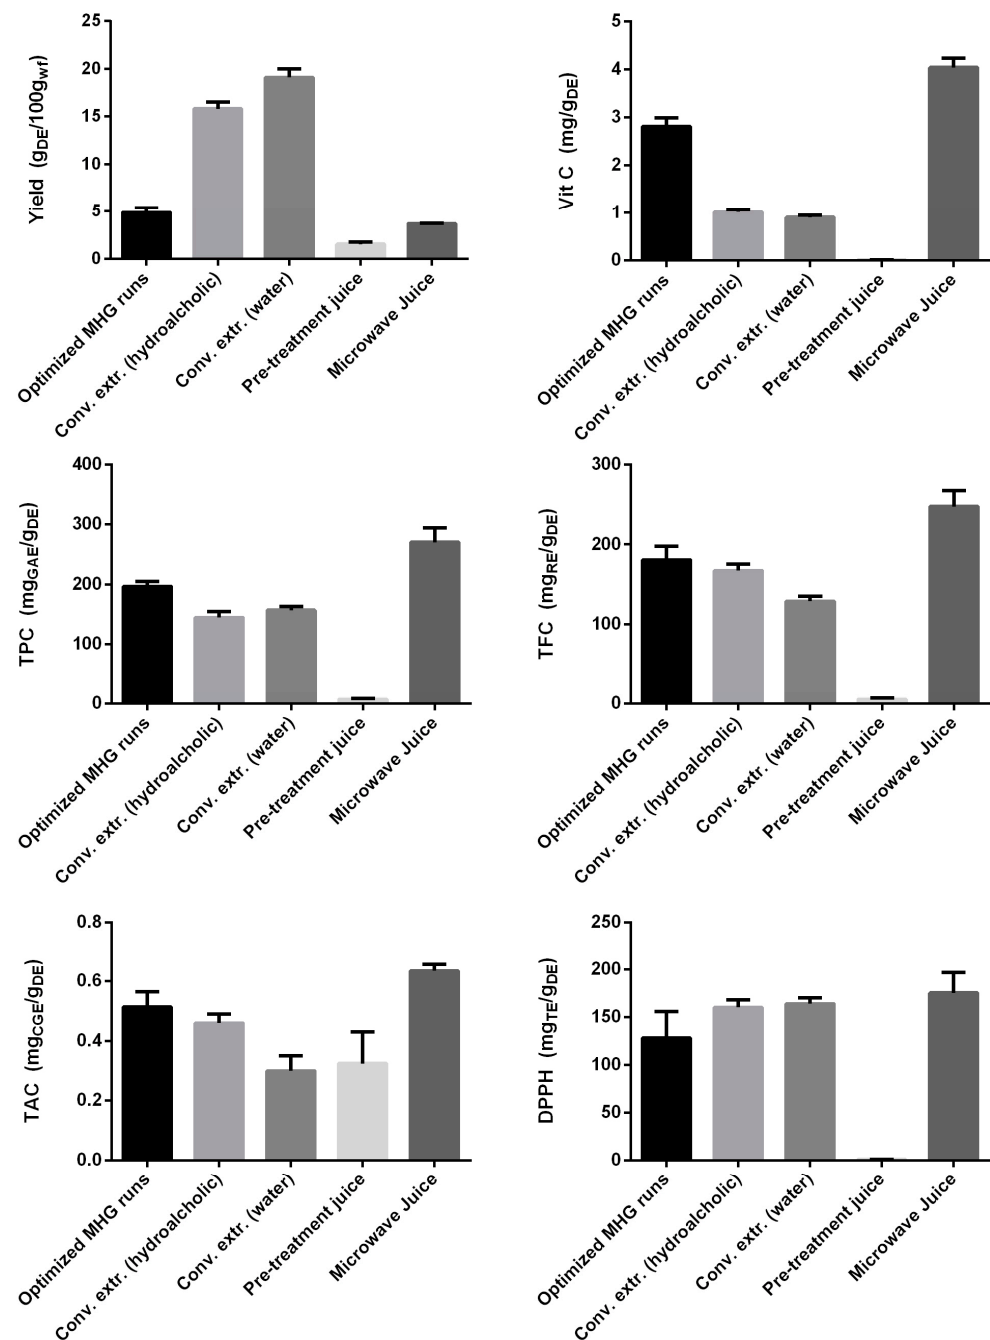 Yield (gDE/100gwf)
25
20
15
10
5
0
Optimized MHG runs
Conv. extr. (hydroalcholic)
Conv. extr. (water)
Pre-treatment juice
Microwave Juice
Vit C (mg/gDE)
5
4
3
2
1
0
Optimized MHG runs
Conv. extr. (hydroalcholic)
Conv. extr. (water)
Pre-treatment juice
Microwave Juice
TPC (mgGAE/gDE)
400
300
200
100
0
Optimized MHG runs
Conv. extr. (hydroalcholic)
Conv. extr. (water)
Pre-treatment juice
Microwave Juice
TFC (mgRE/gDE)
300
200
100
0
Optimized MHG runs
Conv. extr. (hydroalcholic)
Conv. extr. (water)
Pre-treatment juice
Microwave Juice
TAC (mgCGE/gDE)
0.8
0.6
0.4
0.2
0.0
Optimized MHG runs
Conv. extr. (hydroalcholic)
Conv. extr. (water)
Pre-treatment juice
Microwave Juice
DPPH (mgTE/gDE)
250
200
150
100
50
0
Optimized MHG runs
Conv. extr. (hydroalcholic)
Conv. extr. (water)
Pre-treatment juice
Microwave Juice